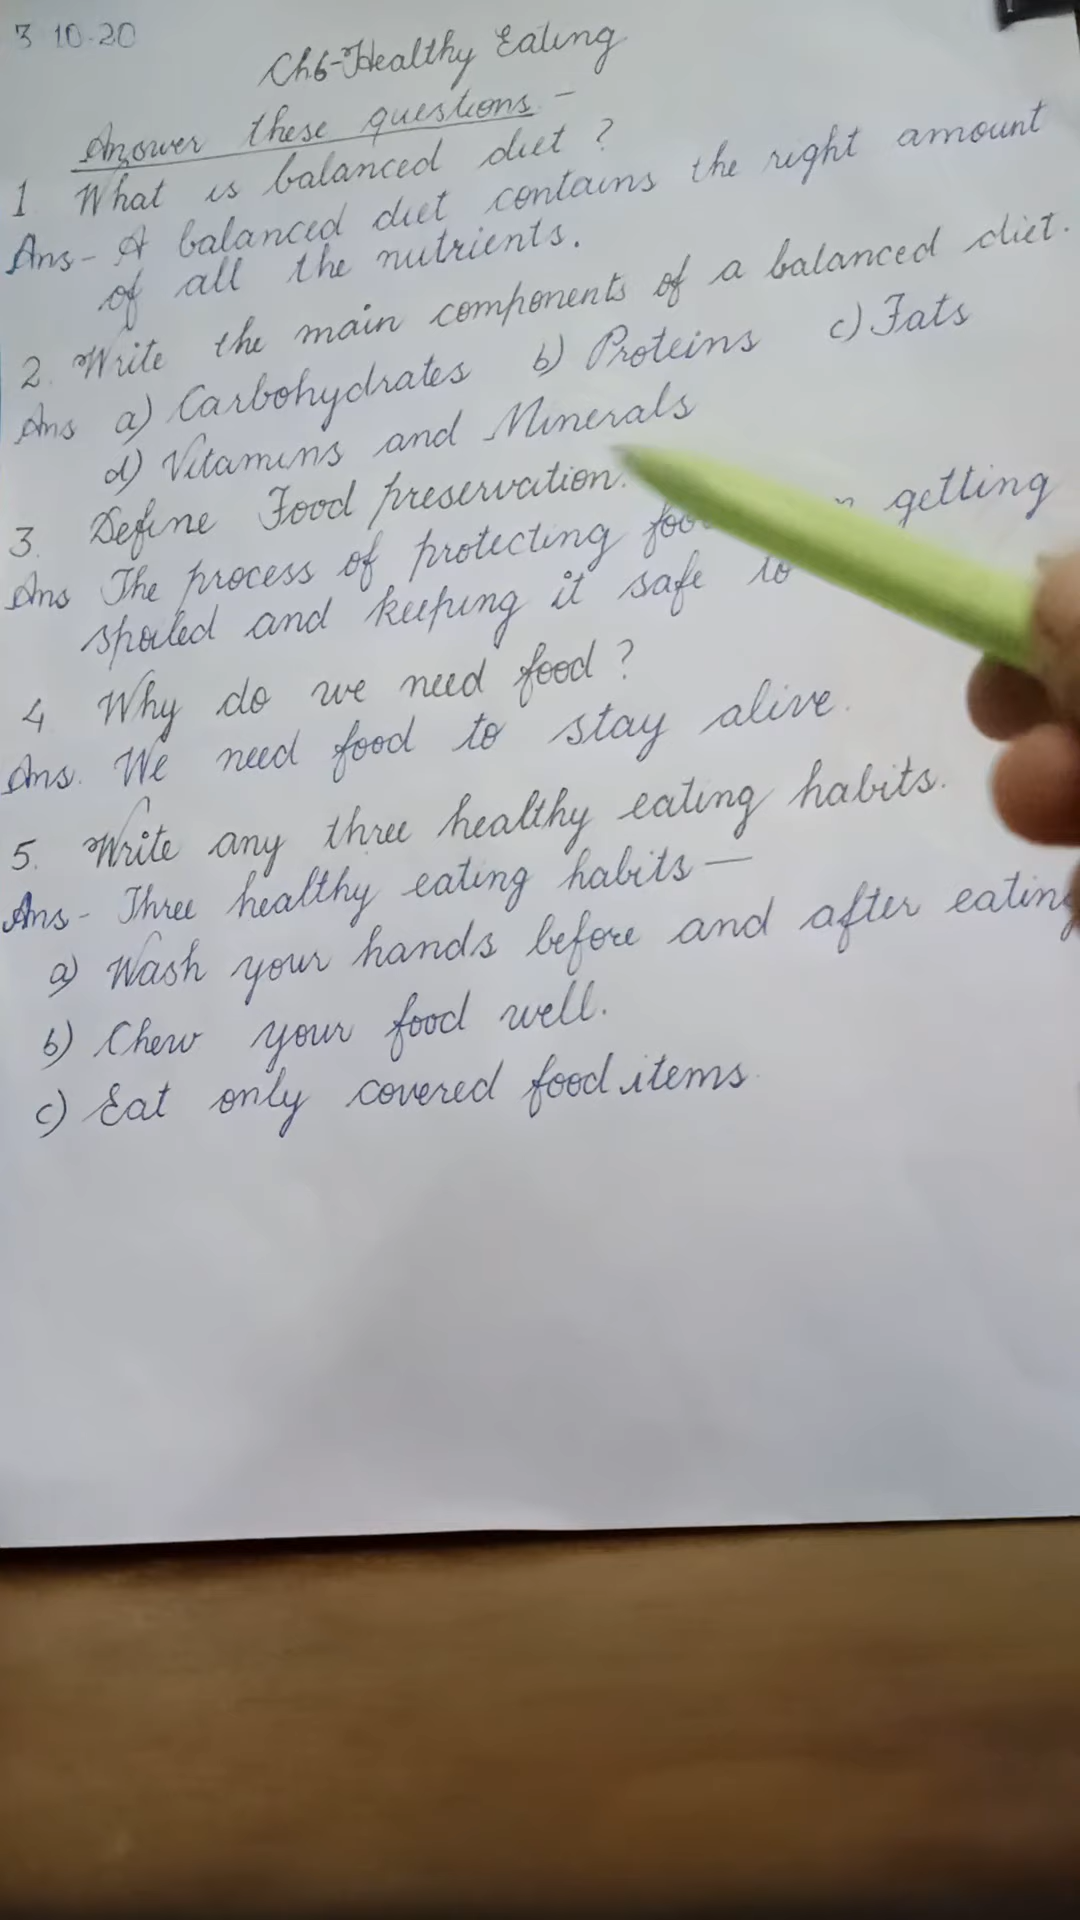 3 10-20
Ch6-Healthy Eating
Answer these questions -
1 What is balanced diet ?
Ans- A balanced diet contains the right amount
of all the nutrients.
2. Write the main components of a balanced diet.
Ans a) Carbohydrates b) Proteins c) Fats
d) Vitamins and Minerals
3. Define Food preservation.
Ans The process of protecting getting
spoiled and keeping it safe to
4 Why do we need food ?
Ans. We need food to stay alive.
5. Write any three healthy eating habits.
Ans- Three healthy eating habits —
a) Wash your hands before and after eating
b) Chew your food well.
c) Eat only covered food items